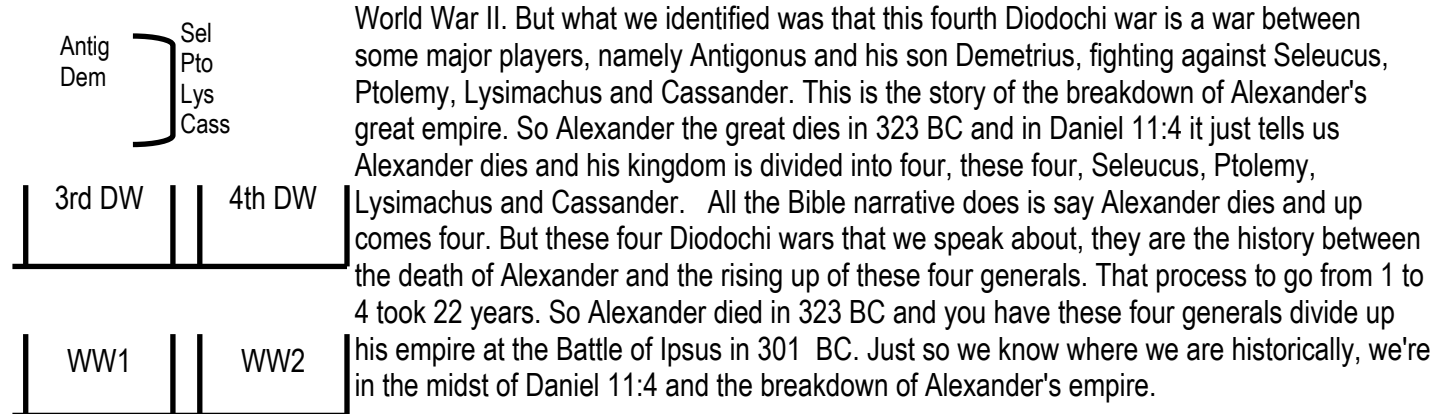 Antig
Dem
Sel
Pto
Lys
Cass
3rd DW
4th DW
WW1
WW2
World War II. But what we identified was that this fourth Diodochi war is a war between
some major players, namely Antigonus and his son Demetrius, fighting against Seleucus,
Ptolemy, Lysimachus and Cassander. This is the story of the breakdown of Alexander's
great empire. So Alexander the great dies in 323 BC and in Daniel 11:4 it just tells us
Alexander dies and his kingdom is divided into four, these four, Seleucus, Ptolemy,
Lysimachus and Cassander. All the Bible narrative does is say Alexander dies and up
comes four. But these four Diodochi wars that we speak about, they are the history between
the death of Alexander and the rising up of these four generals. That process to go from 1 to
4 took 22 years. So Alexander died in 323 BC and you have these four generals divide up
his empire at the Battle of Ipsus in 301 BC. Just so we know where we are historically, we're
in the midst of Daniel 11:4 and the breakdown of Alexander's empire.